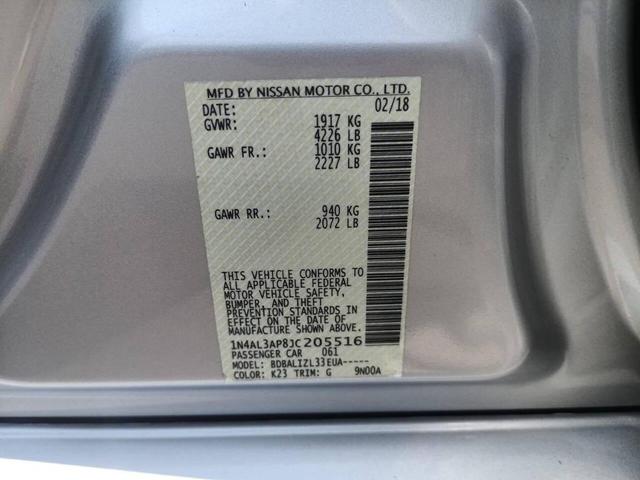 MFD BY NISSAN MOTOR CO., LTD.
DATE: 02/18
GVWR: 1917 KG
4226 LB
GAWR FR.: 1010 KG
2227 LB
GAWR RR.: 940 KG
2072 LB
THIS VEHICLE CONFORMS TO
ALL APPLICABLE FEDERAL
MOTOR VEHICLE SAFETY,
BUMPER, AND THEFT
PREVENTION STANDARDS IN
EFFECT ON THE DATE OF
MANUFACTURE SHOWN ABOVE.
1N4AL3AP8JC205516
PASSENGER CAR 061
MODEL: BDBALIZL33EUA-----
COLOR: K23 TRIM: G 9N00A